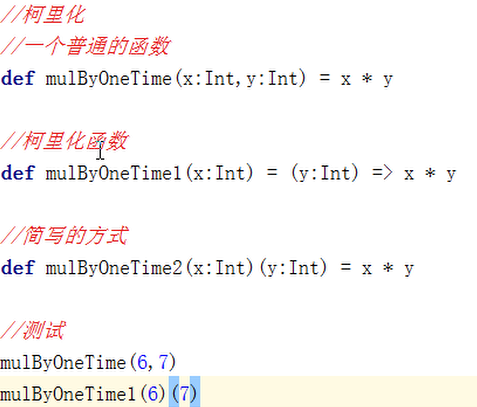 //柯里化
//一个普通的函数
def mulByOneTime(x:Int,y:Int) = x * y
//柯里化函数
def mulByOneTime1(x:Int) = (y:Int) => x * y
//简写的方式
def mulByOneTime2(x:Int)(y:Int) = x * y
//测试
mulByOneTime(6,7)
mulByOneTime1(6)(7)